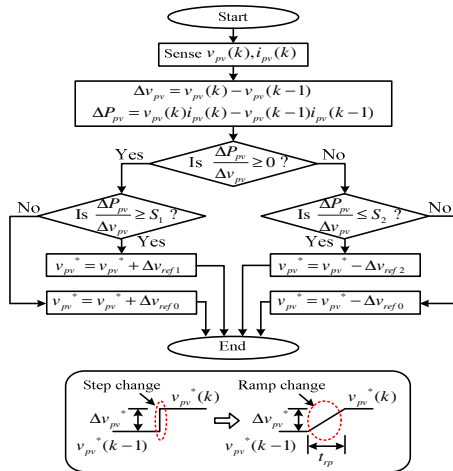 Start
Sense v_pv(k), i_pv(k)
Δv_pv = v_pv(k) − v_pv(k−1)
ΔP_pv = v_pv(k)i_pv(k) − v_pv(k−1)i_pv(k−1)
Yes
Is ΔP_pv/Δv_pv ≥ 0 ?
No
No
Is ΔP_pv/Δv_pv ≥ S_1 ?
Is ΔP_pv/Δv_pv ≤ S_2 ?
No
Yes
Yes
v_pv* = v_pv* + Δv_ref1
v_pv* = v_pv* − Δv_ref2
v_pv* = v_pv* + Δv_ref0
v_pv* = v_pv* − Δv_ref0
End
Step change
v_pv*(k)
Ramp change
v_pv*(k)
Δv_pv*
Δv_pv*
v_pv*(k−1)
v_pv*(k−1)
t_rp